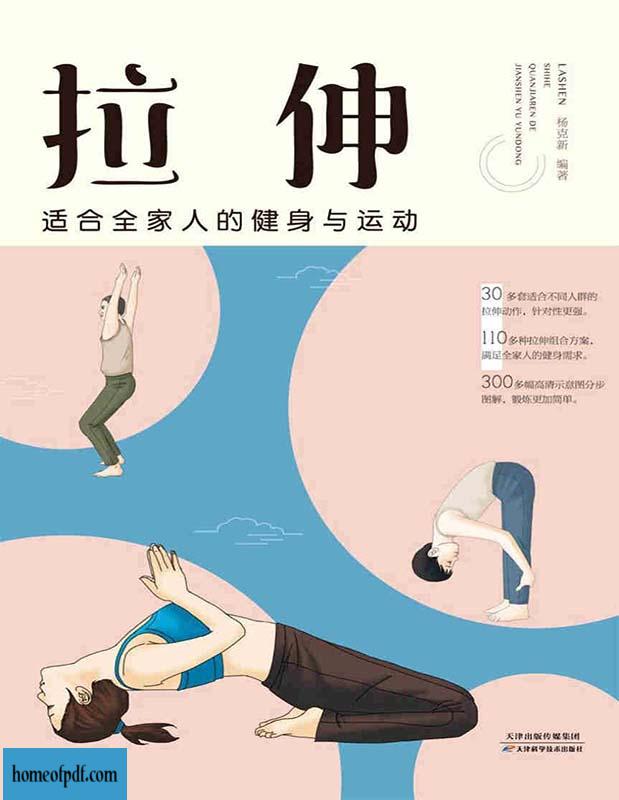 拉伸
适合全家人的健身与运动
LASHEN
SHIHE
QUANJIAREN DE
JIANSHEN YU YUNDONG
杨克新 编著
30 多套适合不同人群的
拉伸动作，针对性更强。
110多种拉伸组合方案，
满足全家人的健身需求。
300多幅高清示意图分步
图解，锻炼更加简单。
天津出版传媒集团
天津科学技术出版社
homeofpdf.com